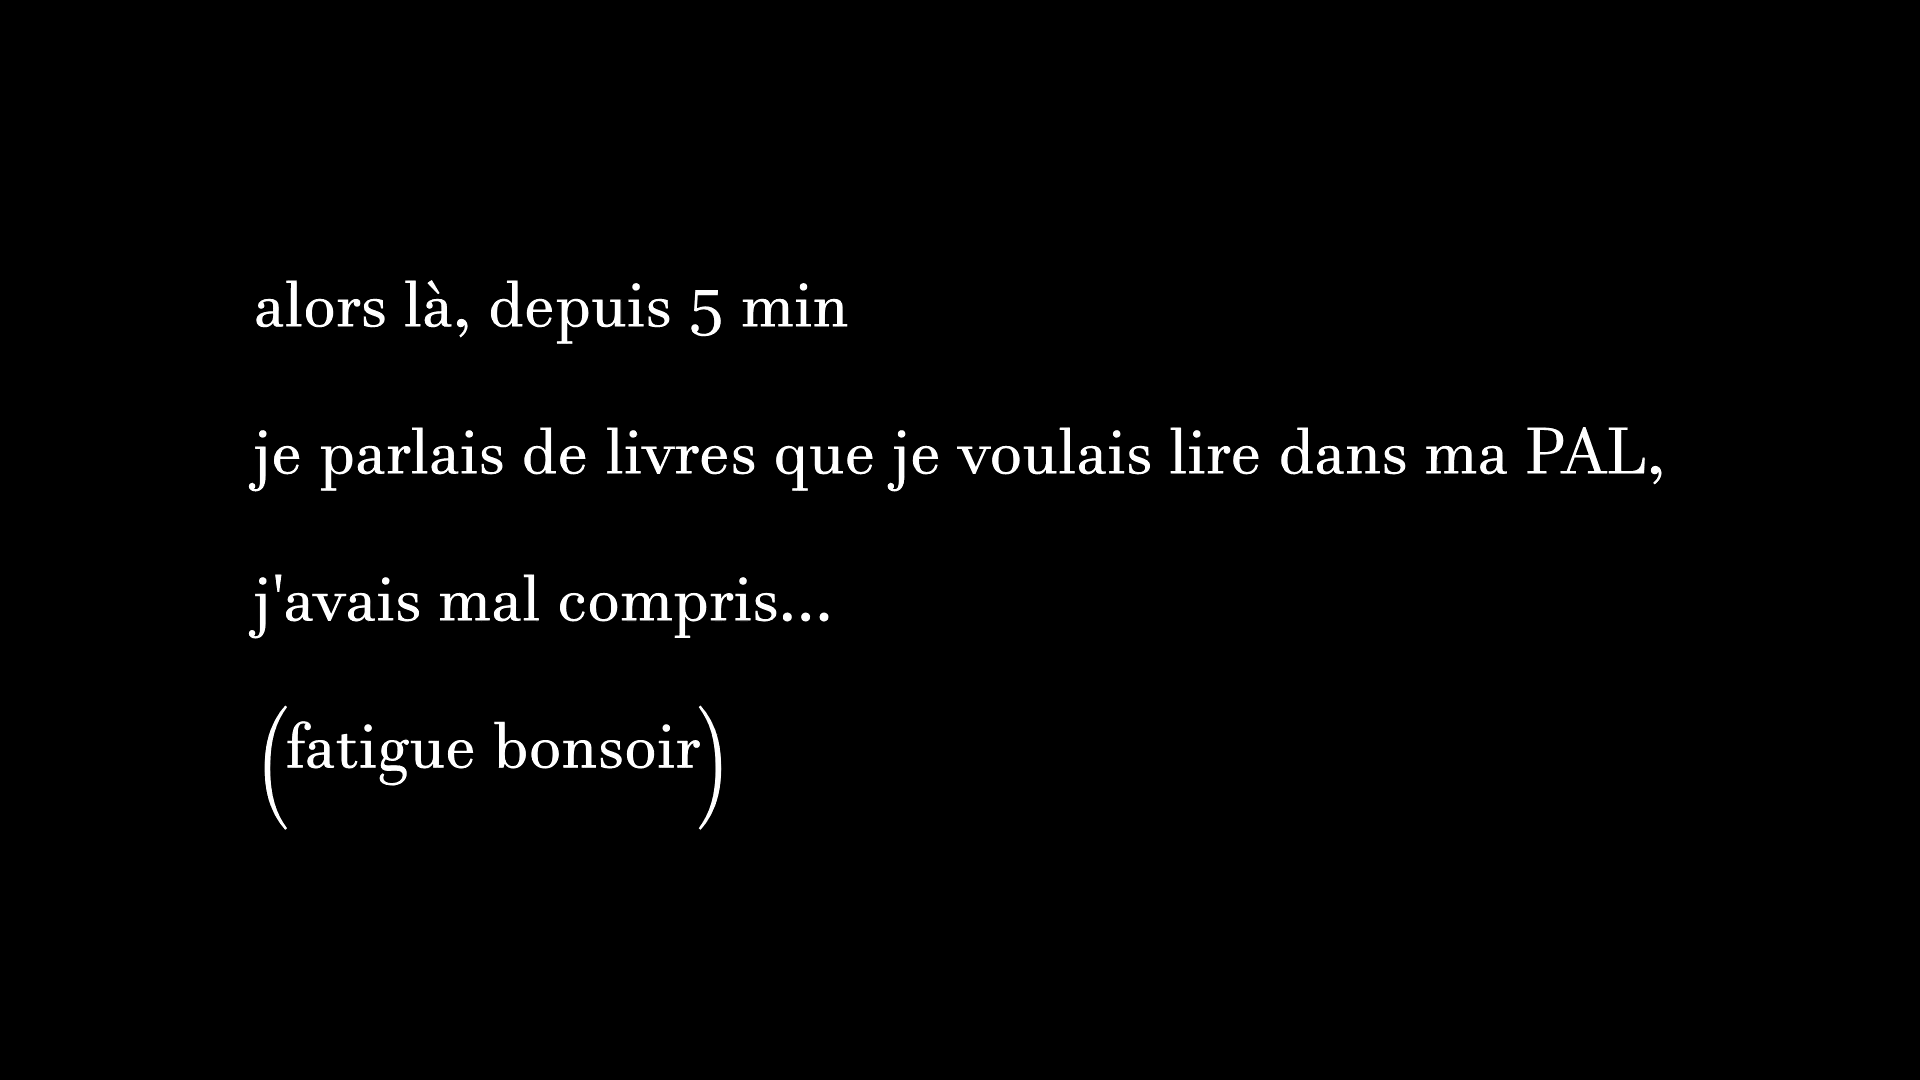 alors là, depuis 5 min
je parlais de livres que je voulais lire dans ma PAL,
j'avais mal compris...
(fatigue bonsoir)